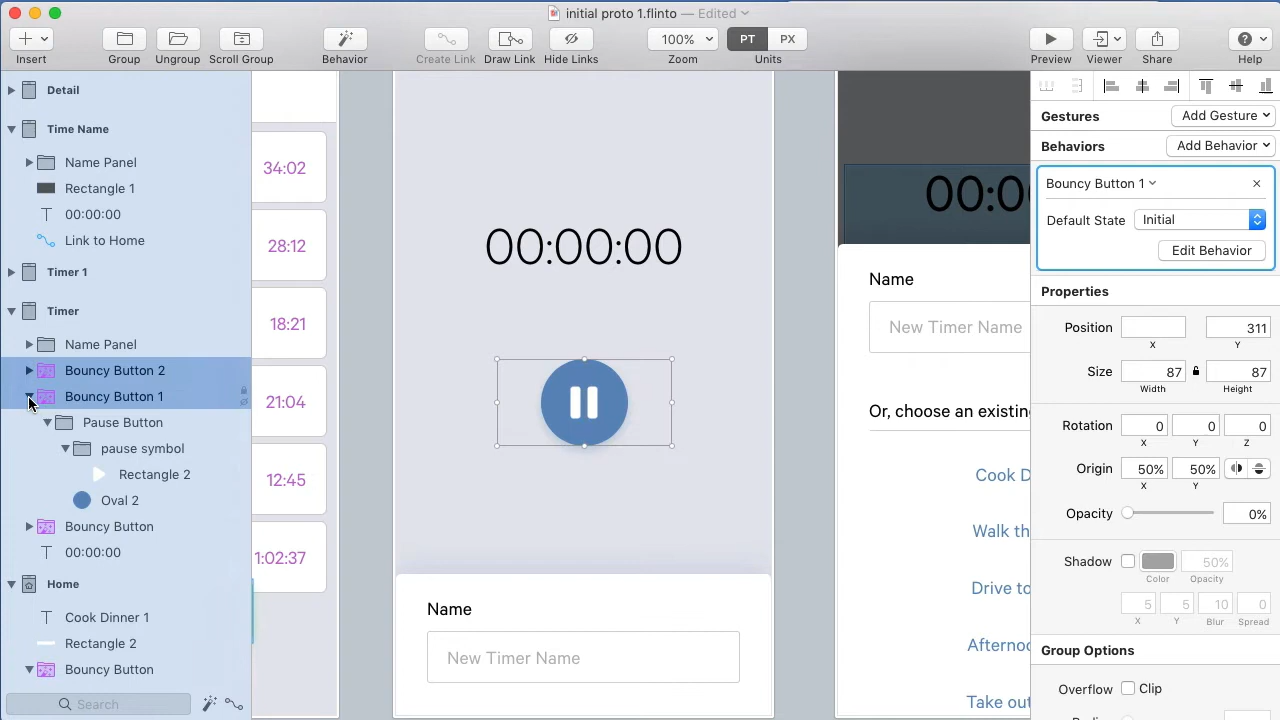 initial proto 1.flinto — Edited
Insert
Group
Ungroup
Scroll Group
Behavior
Create Link
Draw Link
Hide Links
100%
Zoom
PT
PX
Units
Preview
Viewer
Share
Help
Detail
Time Name
Name Panel
Rectangle 1
00:00:00
Link to Home
Timer 1
Timer
Name Panel
Bouncy Button 2
Bouncy Button 1
Pause Button
pause symbol
Rectangle 2
Oval 2
Bouncy Button
00:00:00
Home
Cook Dinner 1
Rectangle 2
Bouncy Button
Search
34:02
28:12
18:21
21:04
12:45
1:02:37
00:00:00
Name
New Timer Name
00:0
Name
New Timer Name
Or, choose an existin
Cook D
Walk th
Drive to
Afternoo
Take out
Gestures
Add Gesture
Behaviors
Add Behavior
Bouncy Button 1
Default State
Initial
Edit Behavior
Properties
Position
311
X
Y
Size
87
87
Width
Height
Rotation
0
0
0
X
Y
Z
Origin
50%
50%
X
Y
Opacity
0%
Shadow
50%
Color
Opacity
5
5
10
0
X
Y
Blur
Spread
Group Options
Overflow
Clip